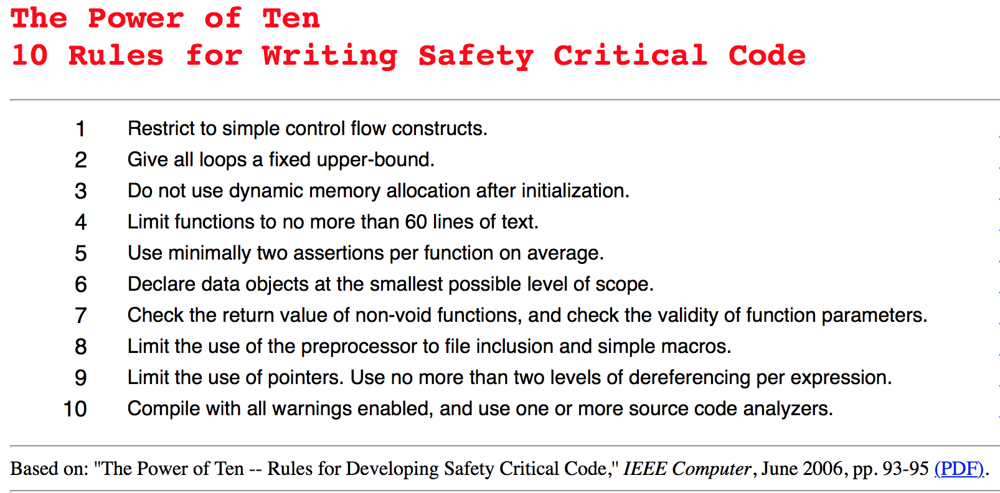 The Power of Ten
10 Rules for Writing Safety Critical Code
1 Restrict to simple control flow constructs.
2 Give all loops a fixed upper-bound.
3 Do not use dynamic memory allocation after initialization.
4 Limit functions to no more than 60 lines of text.
5 Use minimally two assertions per function on average.
6 Declare data objects at the smallest possible level of scope.
7 Check the return value of non-void functions, and check the validity of function parameters.
8 Limit the use of the preprocessor to file inclusion and simple macros.
9 Limit the use of pointers. Use no more than two levels of dereferencing per expression.
10 Compile with all warnings enabled, and use one or more source code analyzers.
Based on: "The Power of Ten -- Rules for Developing Safety Critical Code," IEEE Computer, June 2006, pp. 93-95 (PDF).